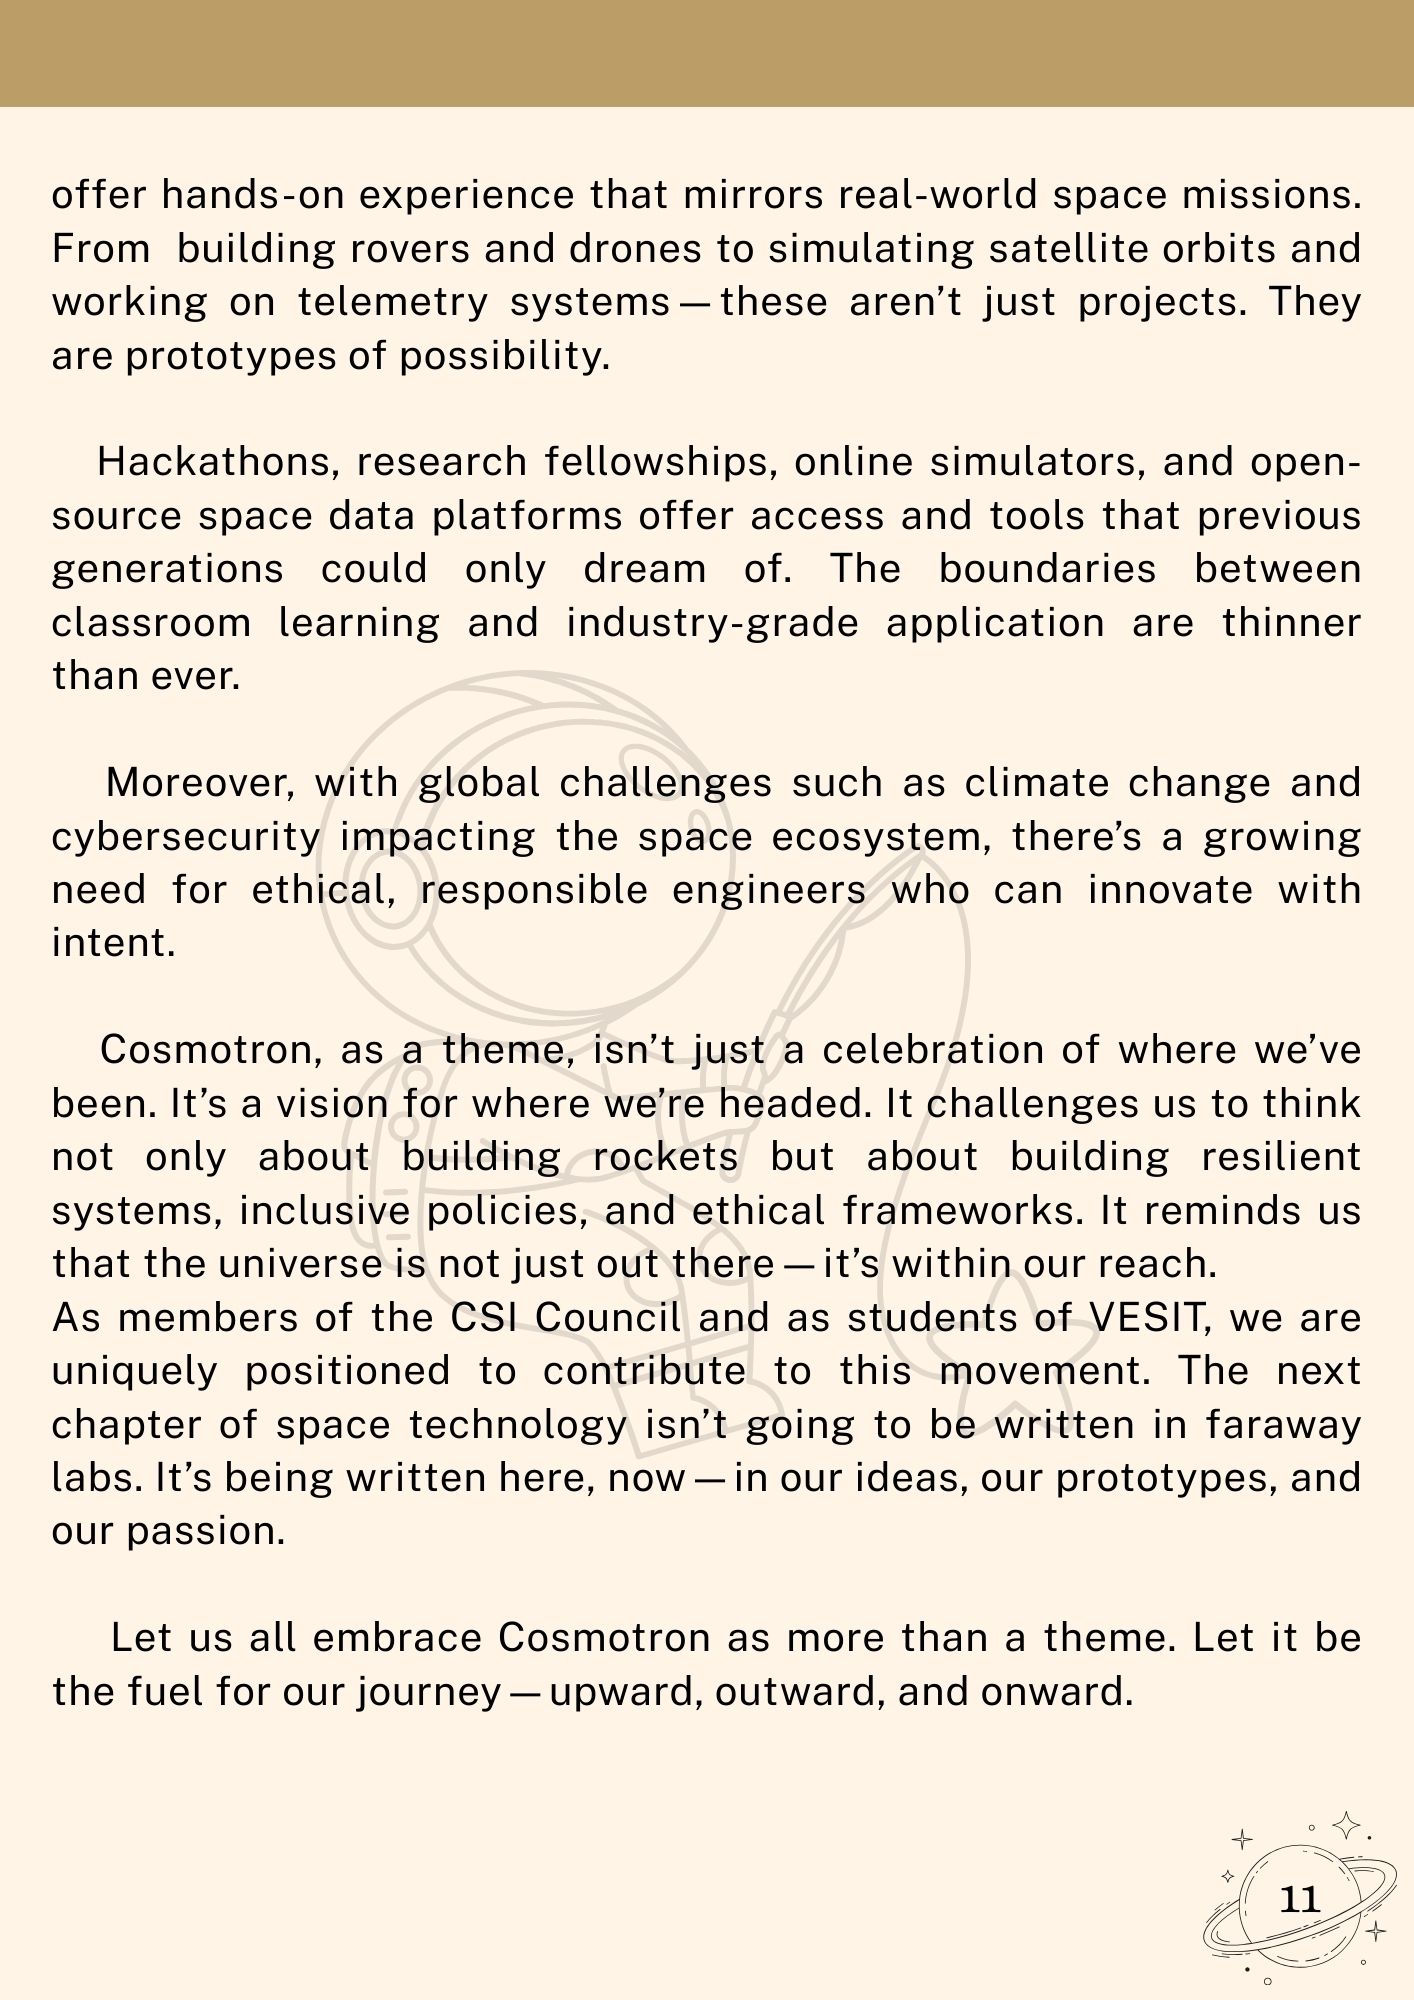 offer hands-on experience that mirrors real-world space missions.
From building rovers and drones to simulating satellite orbits and
working on telemetry systems — these aren’t just projects. They
are prototypes of possibility.
Hackathons, research fellowships, online simulators, and open-
source space data platforms offer access and tools that previous
generations could only dream of. The boundaries between
classroom learning and industry-grade application are thinner
than ever.
Moreover, with global challenges such as climate change and
cybersecurity impacting the space ecosystem, there’s a growing
need for ethical, responsible engineers who can innovate with
intent.
Cosmotron, as a theme, isn’t just a celebration of where we’ve
been. It’s a vision for where we’re headed. It challenges us to think
not only about building rockets but about building resilient
systems, inclusive policies, and ethical frameworks. It reminds us
that the universe is not just out there — it’s within our reach.
As members of the CSI Council and as students of VESIT, we are
uniquely positioned to contribute to this movement. The next
chapter of space technology isn’t going to be written in faraway
labs. It’s being written here, now — in our ideas, our prototypes, and
our passion.
Let us all embrace Cosmotron as more than a theme. Let it be
the fuel for our journey — upward, outward, and onward.
11